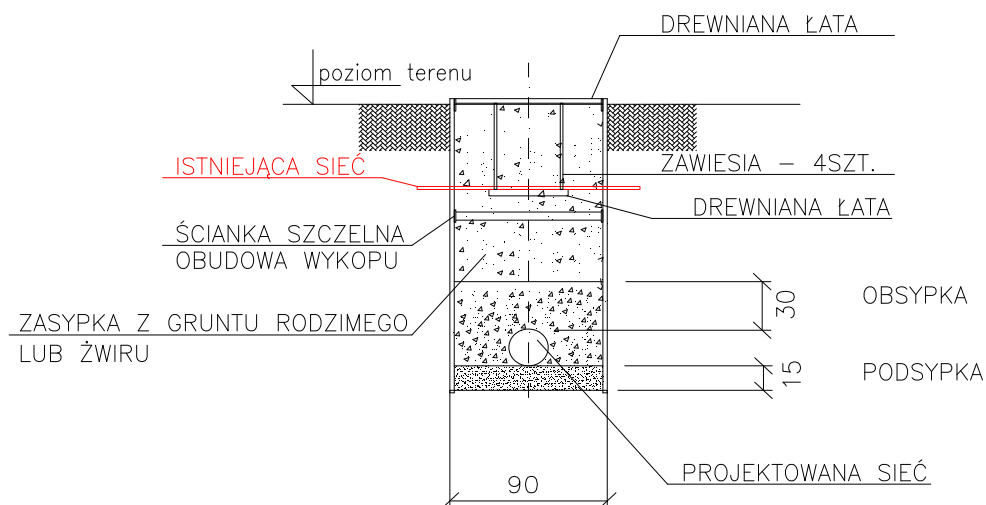 DREWNIANA ŁATA
poziom terenu
ISTNIEJĄCA SIEĆ
ZAWIESIA - 4SZT.
DREWNIANA ŁATA
ŚCIANKA SZCZELNA
OBUDOWA WYKOPU
30
OBSYPKA
ZASYPKA Z GRUNTU RODZIMEGO
LUB ŻWIRU
15
PODSYPKA
PROJEKTOWANA SIEĆ
90